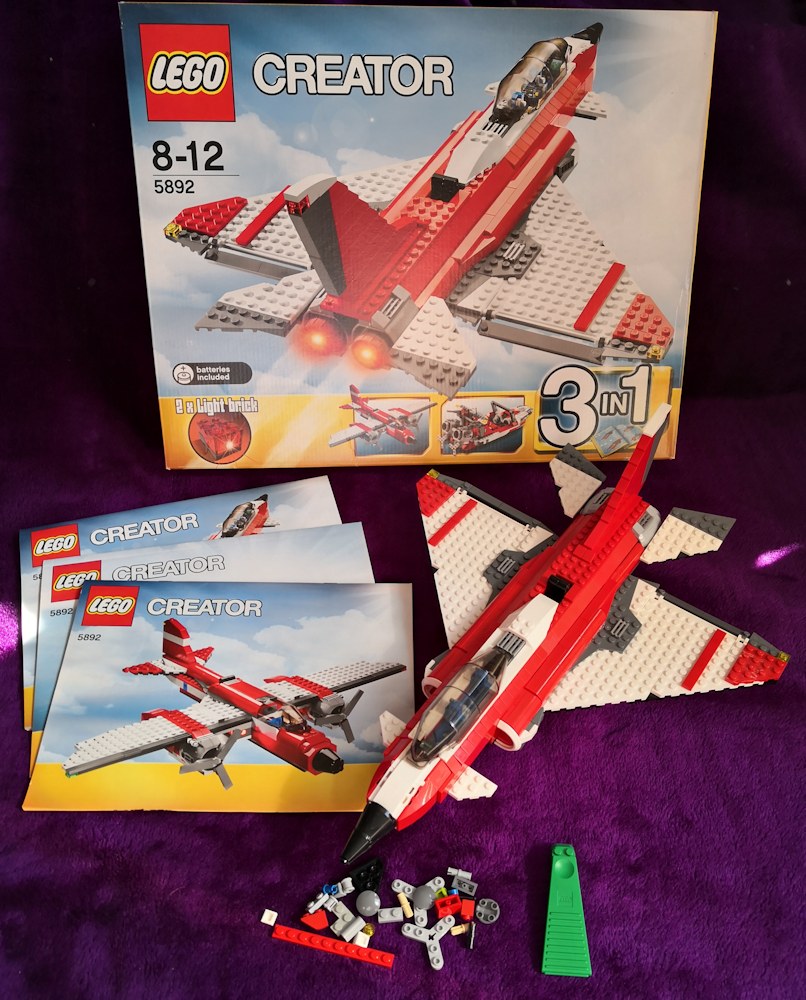 LEGO CREATOR
8-12
5892
batteries
included
2 x Light brick
3 IN 1
LEGO CREATOR
58
LEGO CREATOR
5892
LEGO CREATOR
5892